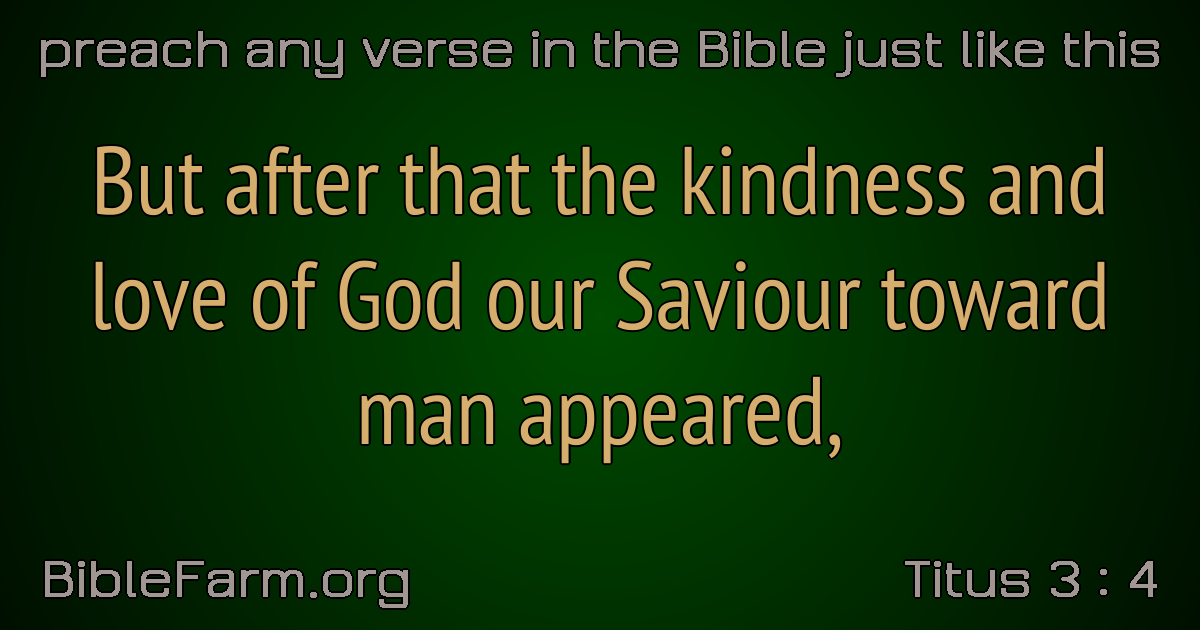 preach any verse in the Bible just like this
But after that the kindness and
love of God our Saviour toward
man appeared,
BibleFarm.org
Titus 3 : 4